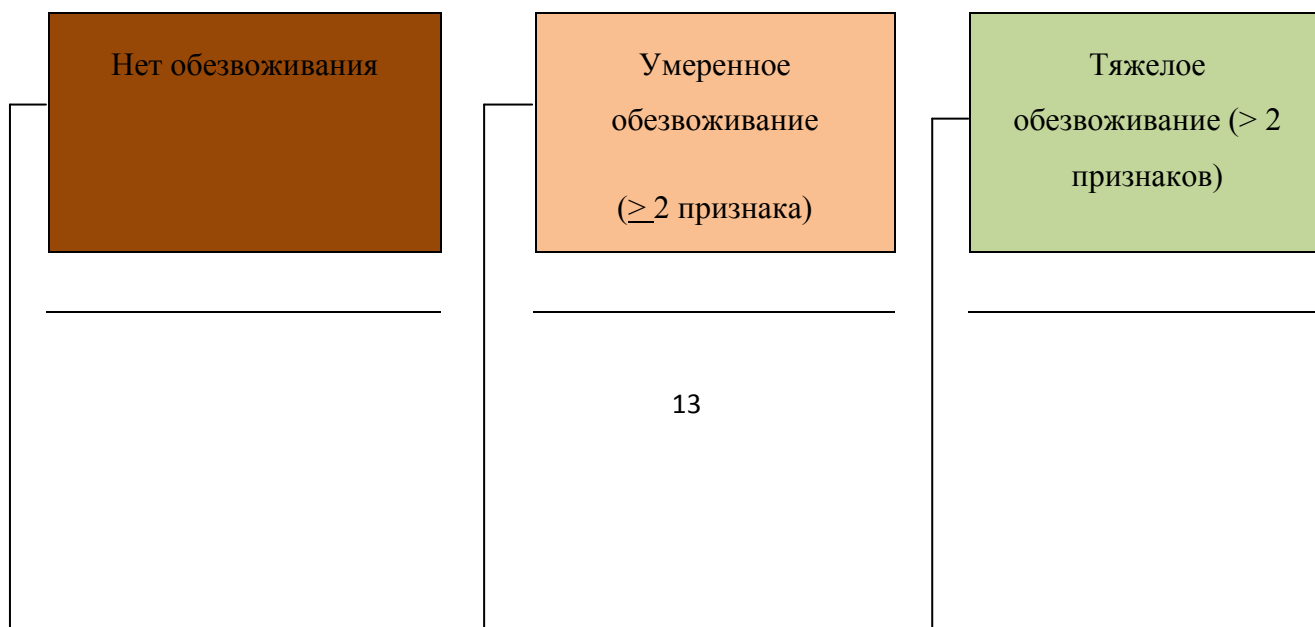 Нет обезвоживания
Умеренное
обезвоживание
(≥ 2 признака)
Тяжелое
обезвоживание (> 2
признаков)
13